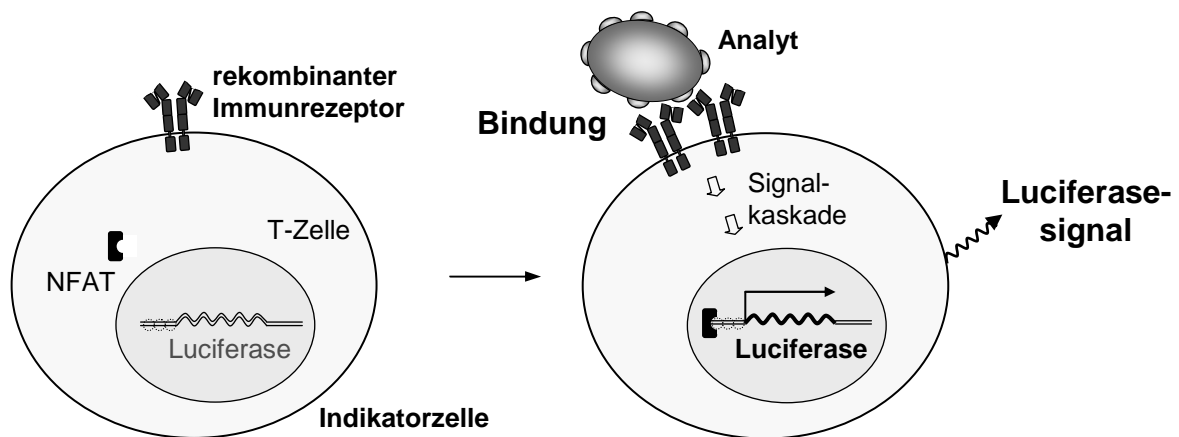 rekombinanter
Immunrezeptor
NFAT
T-Zelle
Luciferase
Indikatorzelle
Analyt
Bindung
Signal-
kaskade
Luciferase
Luciferase-
signal